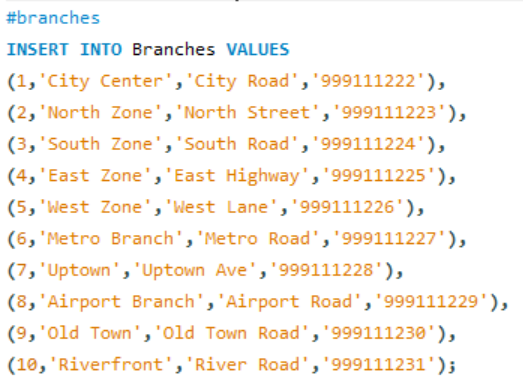 #branches
INSERT INTO Branches VALUES
(1,'City Center','City Road','999111222'),
(2,'North Zone','North Street','999111223'),
(3,'South Zone','South Road','999111224'),
(4,'East Zone','East Highway','999111225'),
(5,'West Zone','West Lane','999111226'),
(6,'Metro Branch','Metro Road','999111227'),
(7,'Uptown','Uptown Ave','999111228'),
(8,'Airport Branch','Airport Road','999111229'),
(9,'Old Town','Old Town Road','999111230'),
(10,'Riverfront','River Road','999111231');